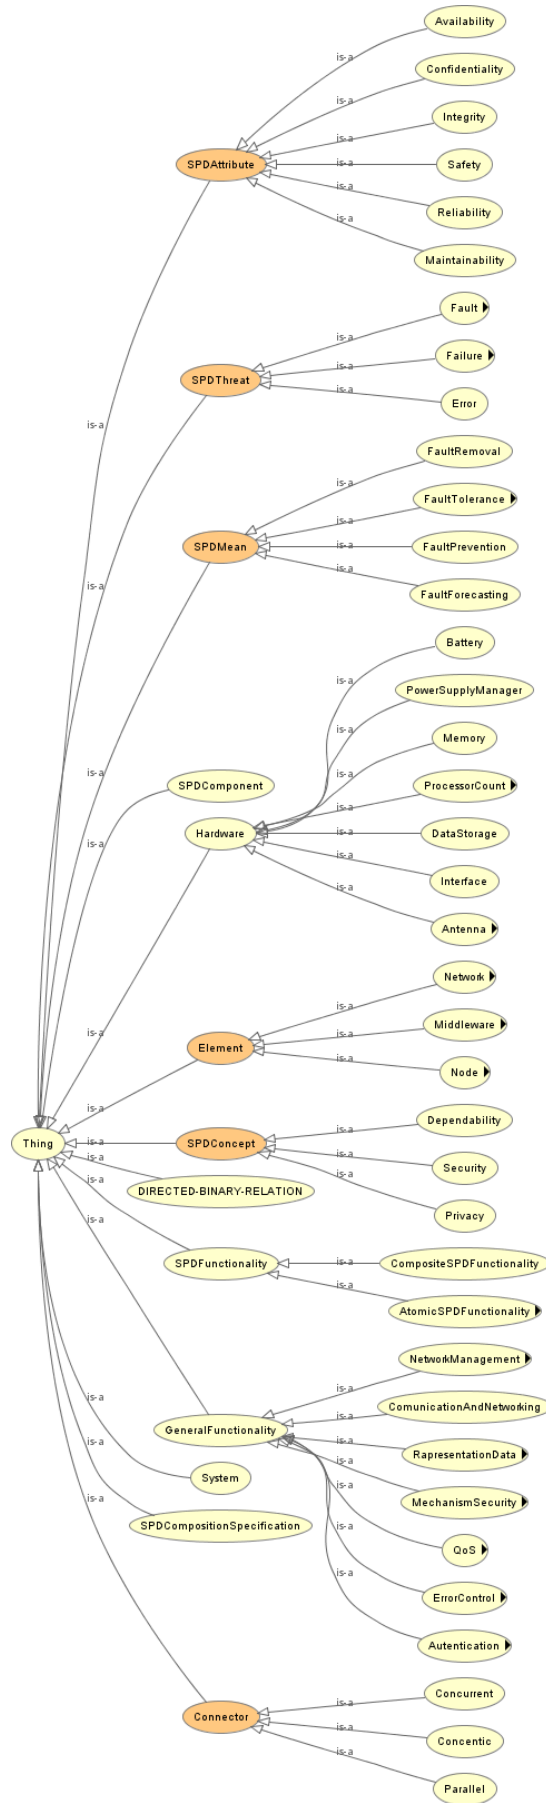 Availability
is-a
Confidentiality
is-a
Integrity
is-a
SPDAttribute
is-a
Safety
is-a
Reliability
is-a
Maintainability
Fault
is-a
Failure
SPDThreat
is-a
is-a
Error
is-a
FaultRemoval
is-a
FaultTolerance
is-a
SPDMean
is-a
FaultPrevention
is-a
is-a
FaultForecasting
Battery
is-a
PowerSupplyManager
is-a
Memory
is-a
is-a
SPDComponent
ProcessorCount
is-a
Hardware
is-a
DataStorage
is-a
is-a
Interface
is-a
Antenna
Network
is-a
is-a
Middleware
is-a
Element
is-a
Node
is-a
Dependability
is-a
Thing
is-a
SPDConcept
is-a
Security
is-a
is-a
DIRECTED-BINARY-RELATION
Privacy
is-a
is-a
SPDFunctionality
is-a
CompositeSPDFunctionality
is-a
AtomicSPDFunctionality
NetworkManagement
is-a
ComunicationAndNetworking
is-a
is-a
GeneralFunctionality
is-a
RapresentationData
is-a
System
is-a
MechanismSecurity
is-a
is-a
SPDCompositionSpecification
is-a
QoS
is-a
ErrorControl
is-a
Autentication
Concurrent
is-a
Connector
is-a
Concentic
is-a
Parallel